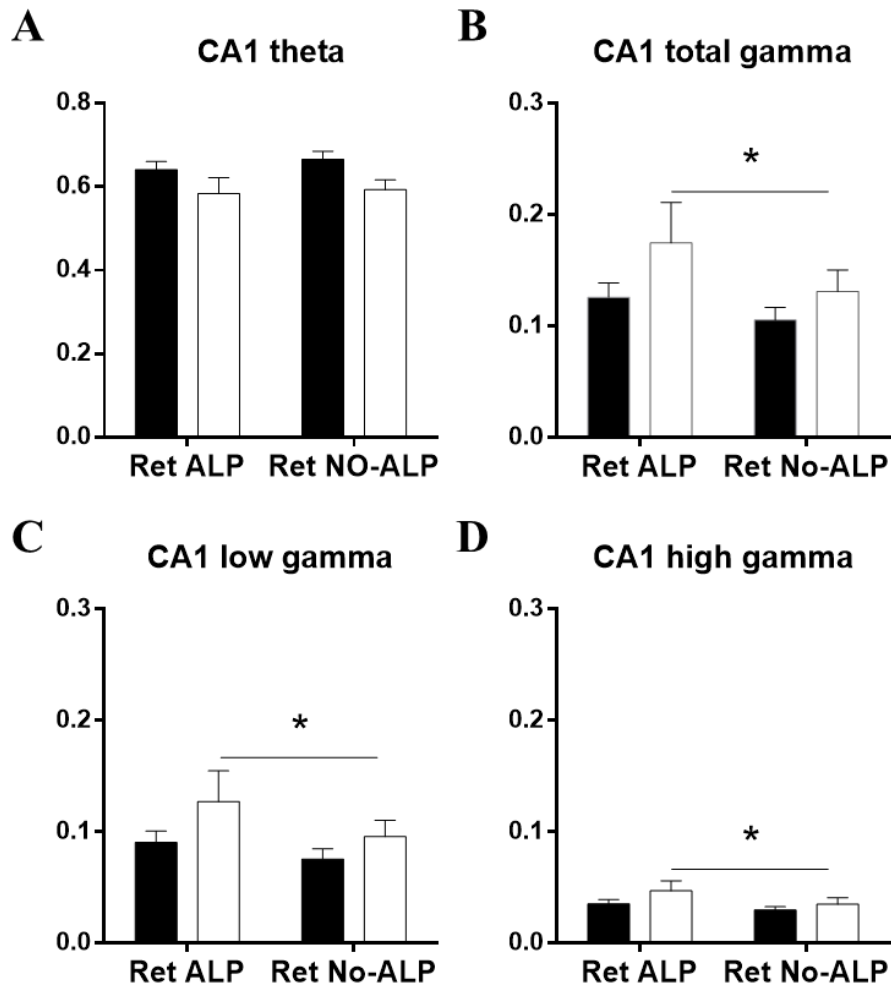 A
CA1 theta
0.8
0.6
0.4
0.2
0.0
Ret ALP Ret NO-ALP
B
CA1 total gamma
0.3
*
0.2
0.1
0.0
Ret ALP Ret No-ALP
C
CA1 low gamma
0.3
0.2
*
0.1
0.0
Ret ALP Ret No-ALP
D
CA1 high gamma
0.3
0.2
0.1
*
0.0
Ret ALP Ret No-ALP